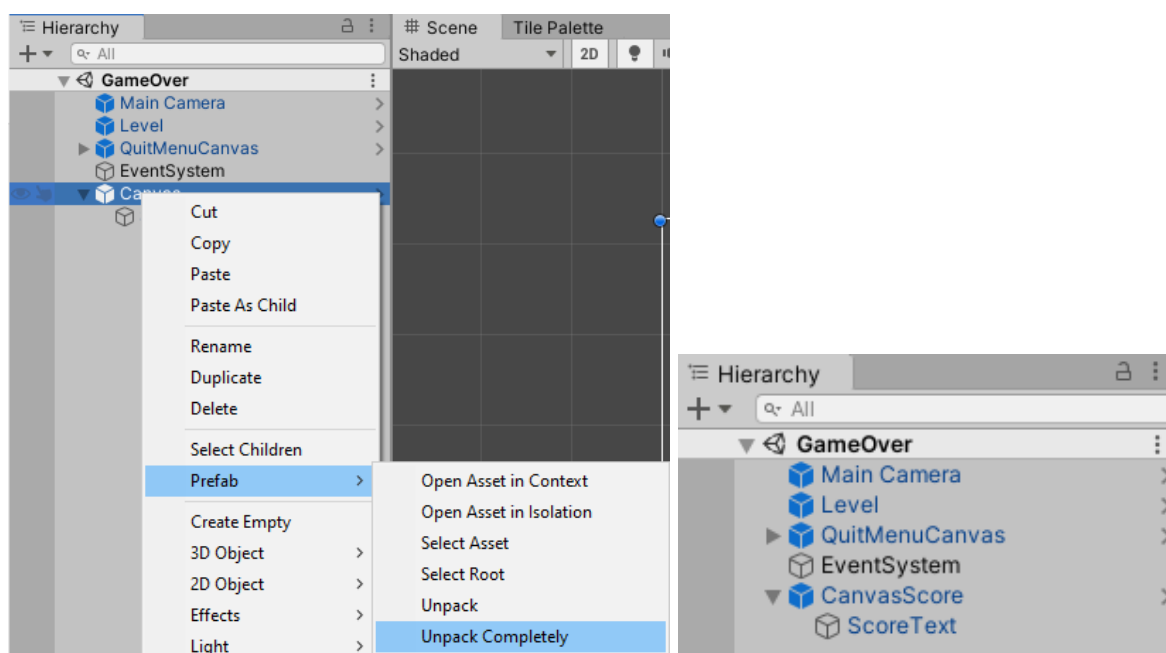 Hierarchy
All
GameOver
Main Camera
Level
QuitMenuCanvas
EventSystem
Canvas
Cut
Copy
Paste
Paste As Child
Rename
Duplicate
Delete
Select Children
Prefab
Create Empty
3D Object
2D Object
Effects
Light
Open Asset in Context
Open Asset in Isolation
Select Asset
Select Root
Unpack
Unpack Completely
Scene
Tile Palette
Shaded
2D
Hierarchy
All
GameOver
Main Camera
Level
QuitMenuCanvas
EventSystem
CanvasScore
ScoreText